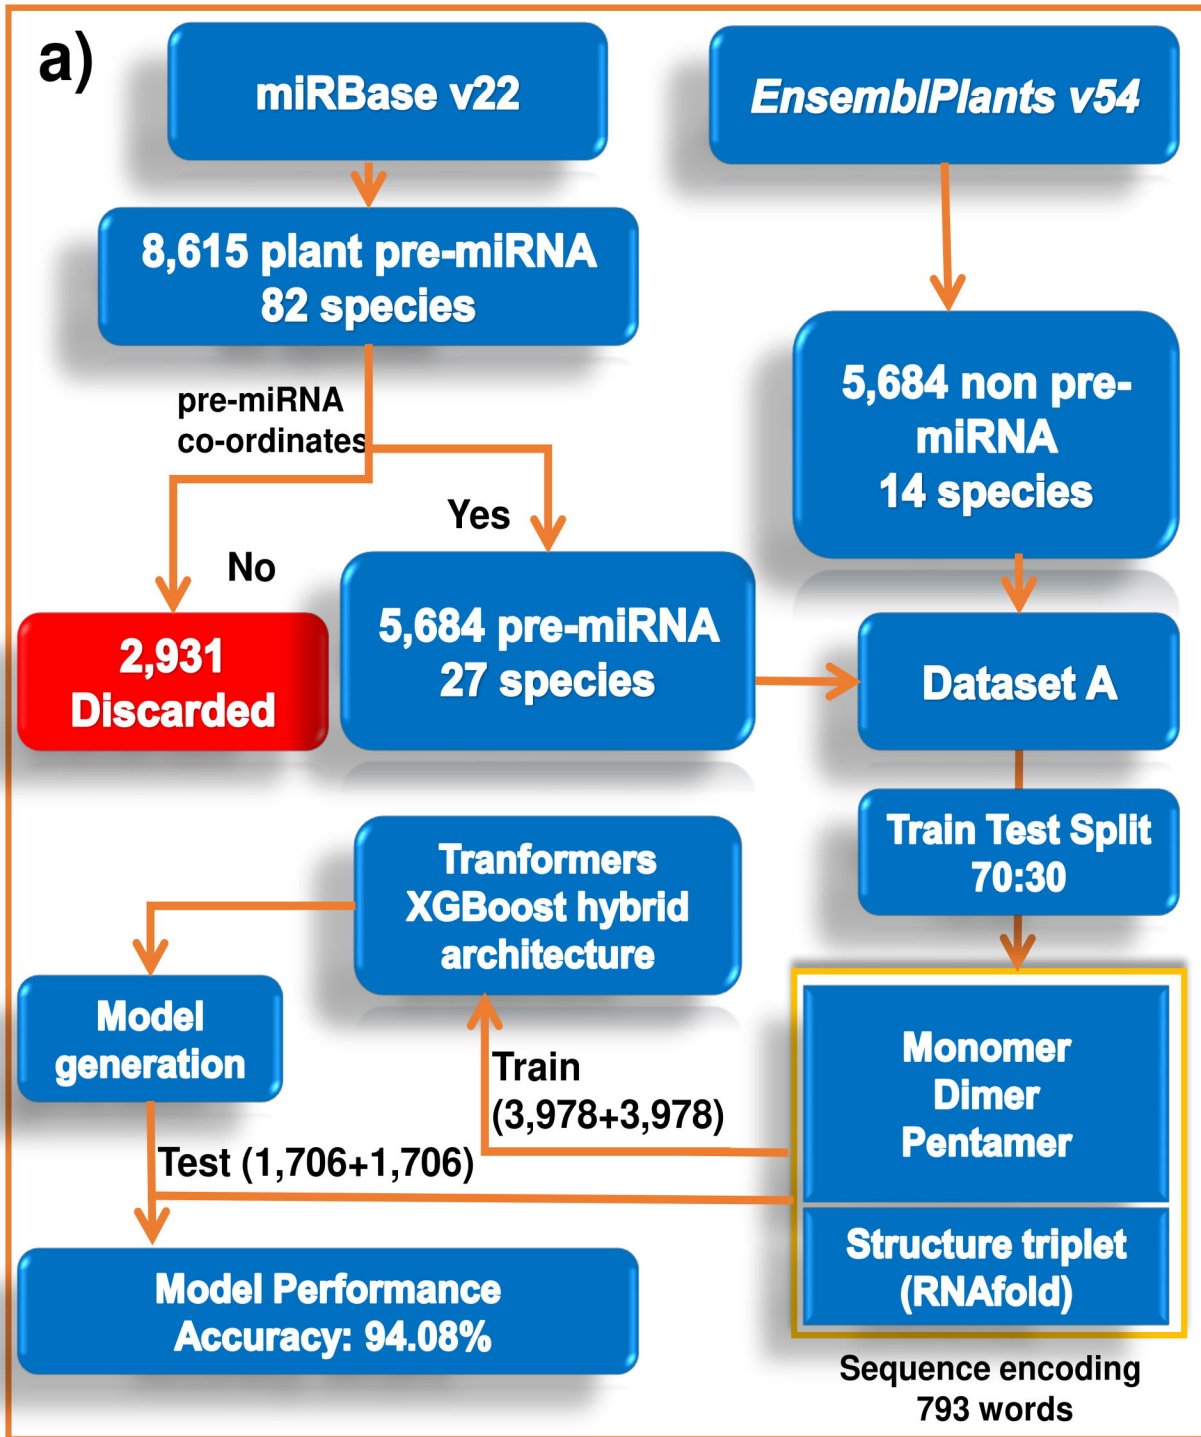 a)
miRBase v22
EnsemblPlants v54
8,615 plant pre-miRNA
82 species
pre-miRNA
co-ordinates
5,684 non pre-
miRNA
14 species
Yes
No
2,931
Discarded
5,684 pre-miRNA
27 species
Dataset A
Train Test Split
70:30
Tranformers
XGBoost hybrid
architecture
Model
generation
Train
(3,978+3,978)
Monomer
Dimer
Pentamer
Test (1,706+1,706)
Structure triplet
(RNAfold)
Model Performance
Accuracy: 94.08%
Sequence encoding
793 words